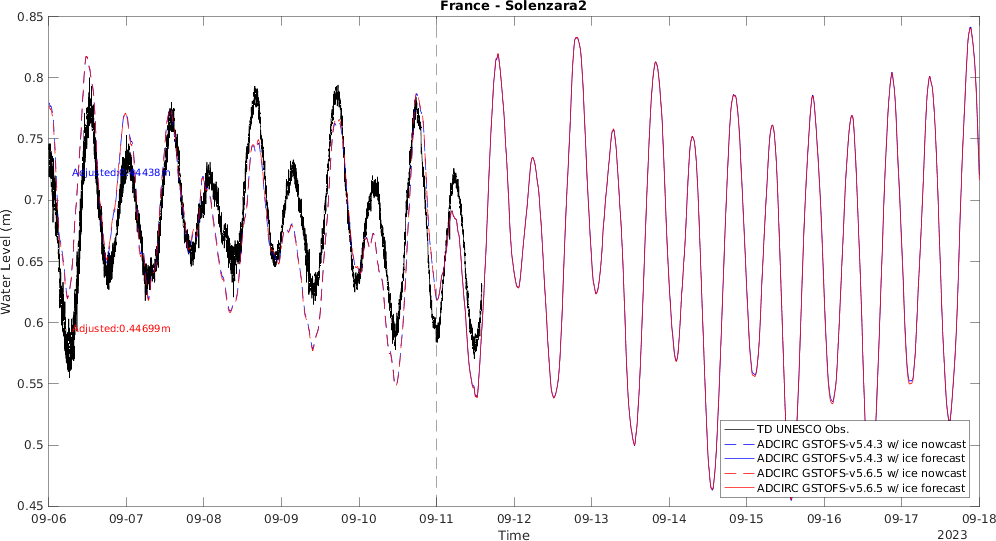 France - Solenzara2
0.85
0.8
0.75
0.7
0.65
0.6
0.55
0.5
0.45
Water Level (m)
Adjusted:0.44699m
TD UNESCO Obs.
ADCIRC GSTOFS-v5.4.3 w/ ice nowcast
ADCIRC GSTOFS-v5.4.3 w/ ice forecast
ADCIRC GSTOFS-v5.6.5 w/ ice nowcast
ADCIRC GSTOFS-v5.6.5 w/ ice forecast
09-06 09-07 09-08 09-09 09-10 09-11 09-12 09-13 09-14 09-15 09-16 09-17 09-18
Time
2023